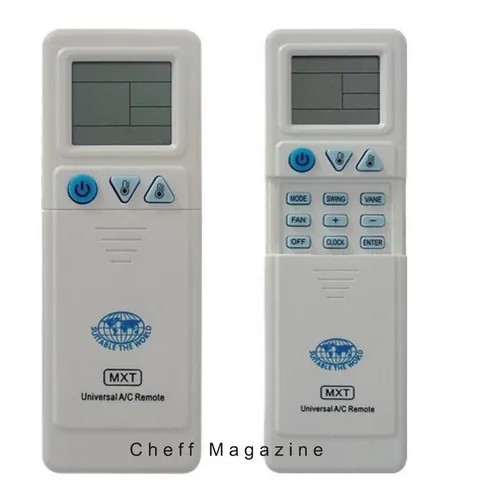 SUITABLE THE WORLD
MXT
Universal A/C Remote
MODE SWING VANE
FAN + −
OFF CLOCK ENTER
SUITABLE THE WORLD
MXT
Universal A/C Remote
Cheff Magazine